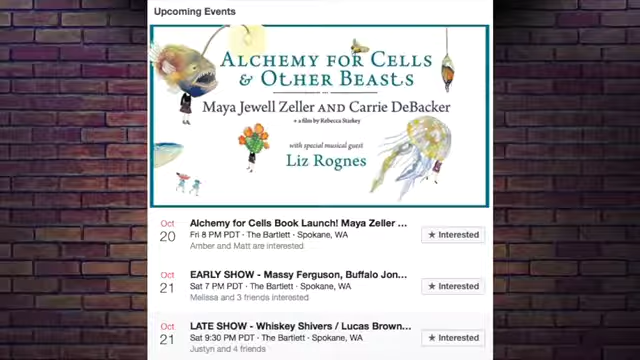 Upcoming Events
ALCHEMY FOR CELLS
& OTHER BEASTS
MAYA JEWELL ZELLER AND CARRIE DEBACKER
+ a film by Rebecca Starkey
with special musical guest
LIZ ROGNES
Oct
20
Alchemy for Cells Book Launch! Maya Zeller ...
Fri 8 PM PDT · The Bartlett · Spokane, WA
Amber and Matt are interested
★ Interested
Oct
21
EARLY SHOW - Massy Ferguson, Buffalo Jon...
Sat 7 PM PDT · The Bartlett · Spokane, WA
Melissa and 3 friends interested
★ Interested
Oct
21
LATE SHOW - Whiskey Shivers / Lucas Brown...
Sat 9:30 PM PDT · The Bartlett · Spokane, WA
Justyn and 4 friends
★ Interested